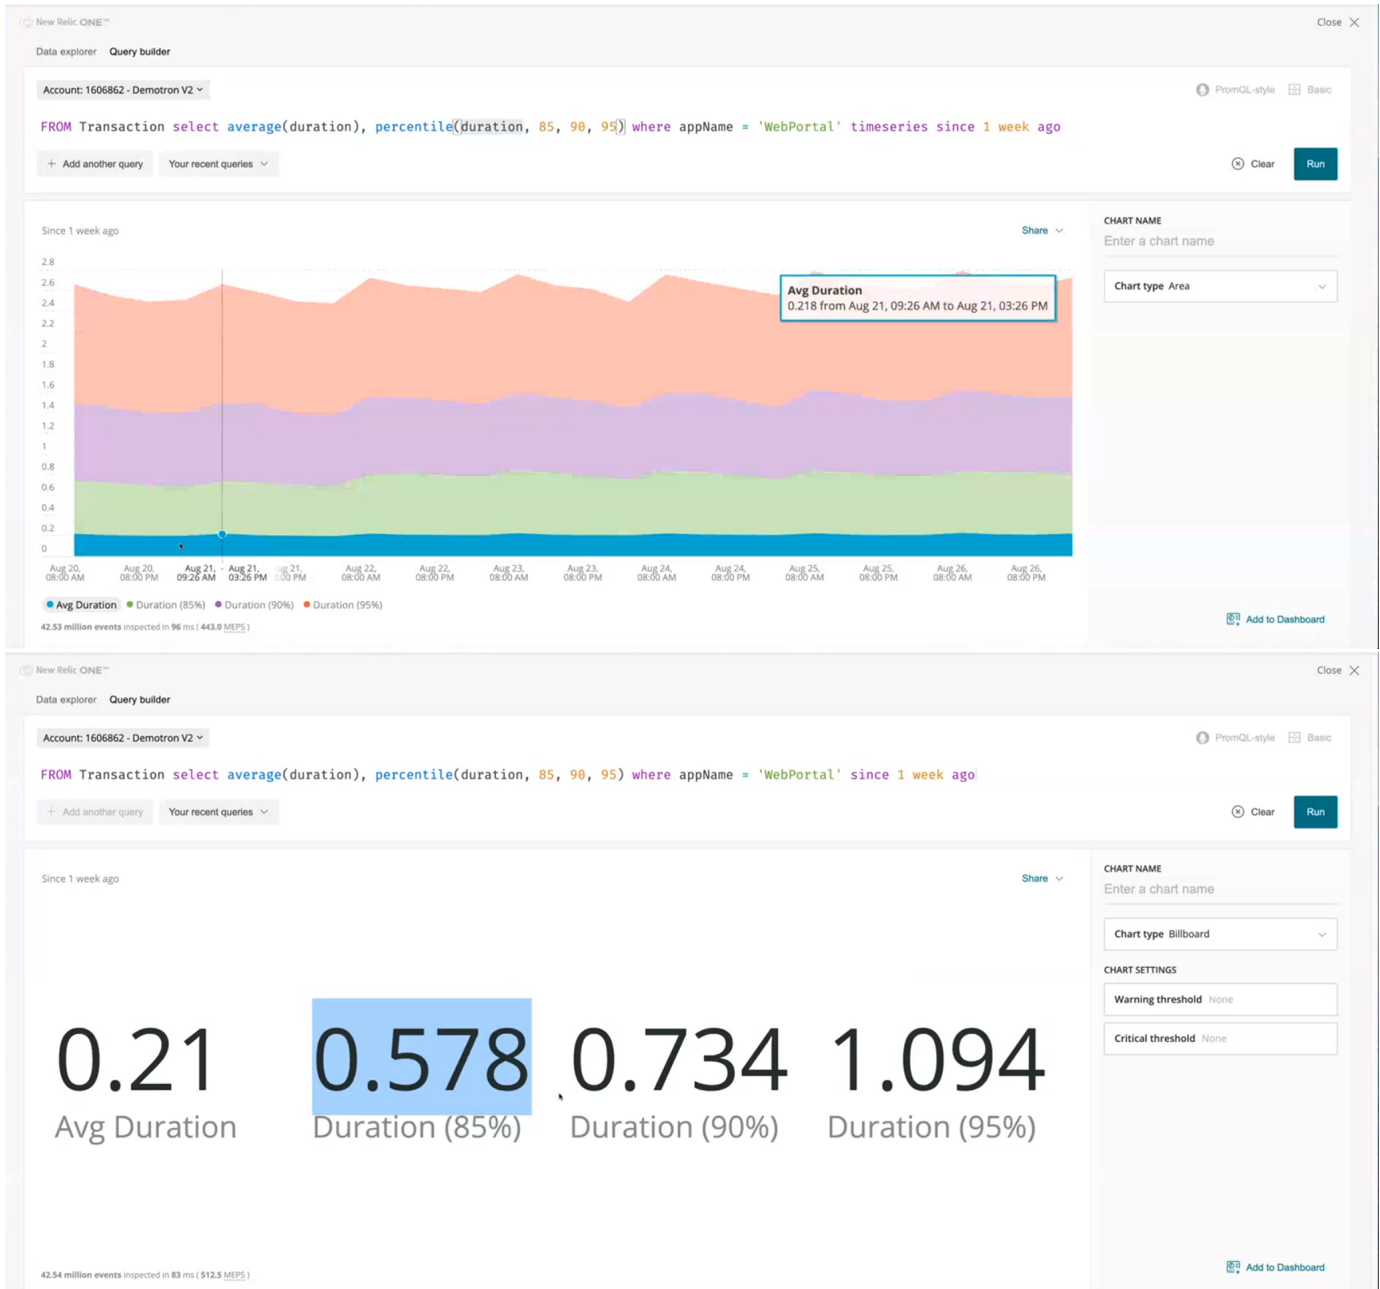 New Relic ONE™
Close
Data explorer Query builder
Account: 1606862 - Demotron V2
PromQL-style Basic
FROM Transaction select average(duration), percentile(duration, 85, 90, 95) where appName = 'WebPortal' timeseries since 1 week ago
+ Add another query Your recent queries
Clear Run
Since 1 week ago
Share
CHART NAME
Enter a chart name
Chart type Area
Avg Duration
0.218 from Aug 21, 09:26 AM to Aug 21, 03:26 PM
2.8
2.6
2.4
2.2
2
1.8
1.6
1.4
1.2
1
0.8
0.6
0.4
0.2
0
Aug 20, Aug 20, Aug 21, - Aug 21, 21, Aug 22, Aug 22, Aug 23, Aug 23, Aug 24, Aug 24, Aug 25, Aug 25, Aug 26, Aug 26,
08:00 AM 08:00 PM 09:26 AM 03:26 PM :00 PM 08:00 AM 08:00 PM 08:00 AM 08:00 PM 08:00 AM 08:00 PM 08:00 AM 08:00 PM 08:00 AM 08:00 PM
Avg Duration Duration (85%) Duration (90%) Duration (95%)
42.53 million events inspected in 96 ms ( 443.0 MEPS )
Add to Dashboard
New Relic ONE™
Close
Data explorer Query builder
Account: 1606862 - Demotron V2
PromQL-style Basic
FROM Transaction select average(duration), percentile(duration, 85, 90, 95) where appName = 'WebPortal' since 1 week ago
+ Add another query Your recent queries
Clear Run
Since 1 week ago
Share
CHART NAME
Enter a chart name
Chart type Billboard
CHART SETTINGS
Warning threshold None
Critical threshold None
0.21 0.578 0.734 1.094
Avg Duration Duration (85%) Duration (90%) Duration (95%)
42.54 million events inspected in 83 ms ( 512.5 MEPS )
Add to Dashboard